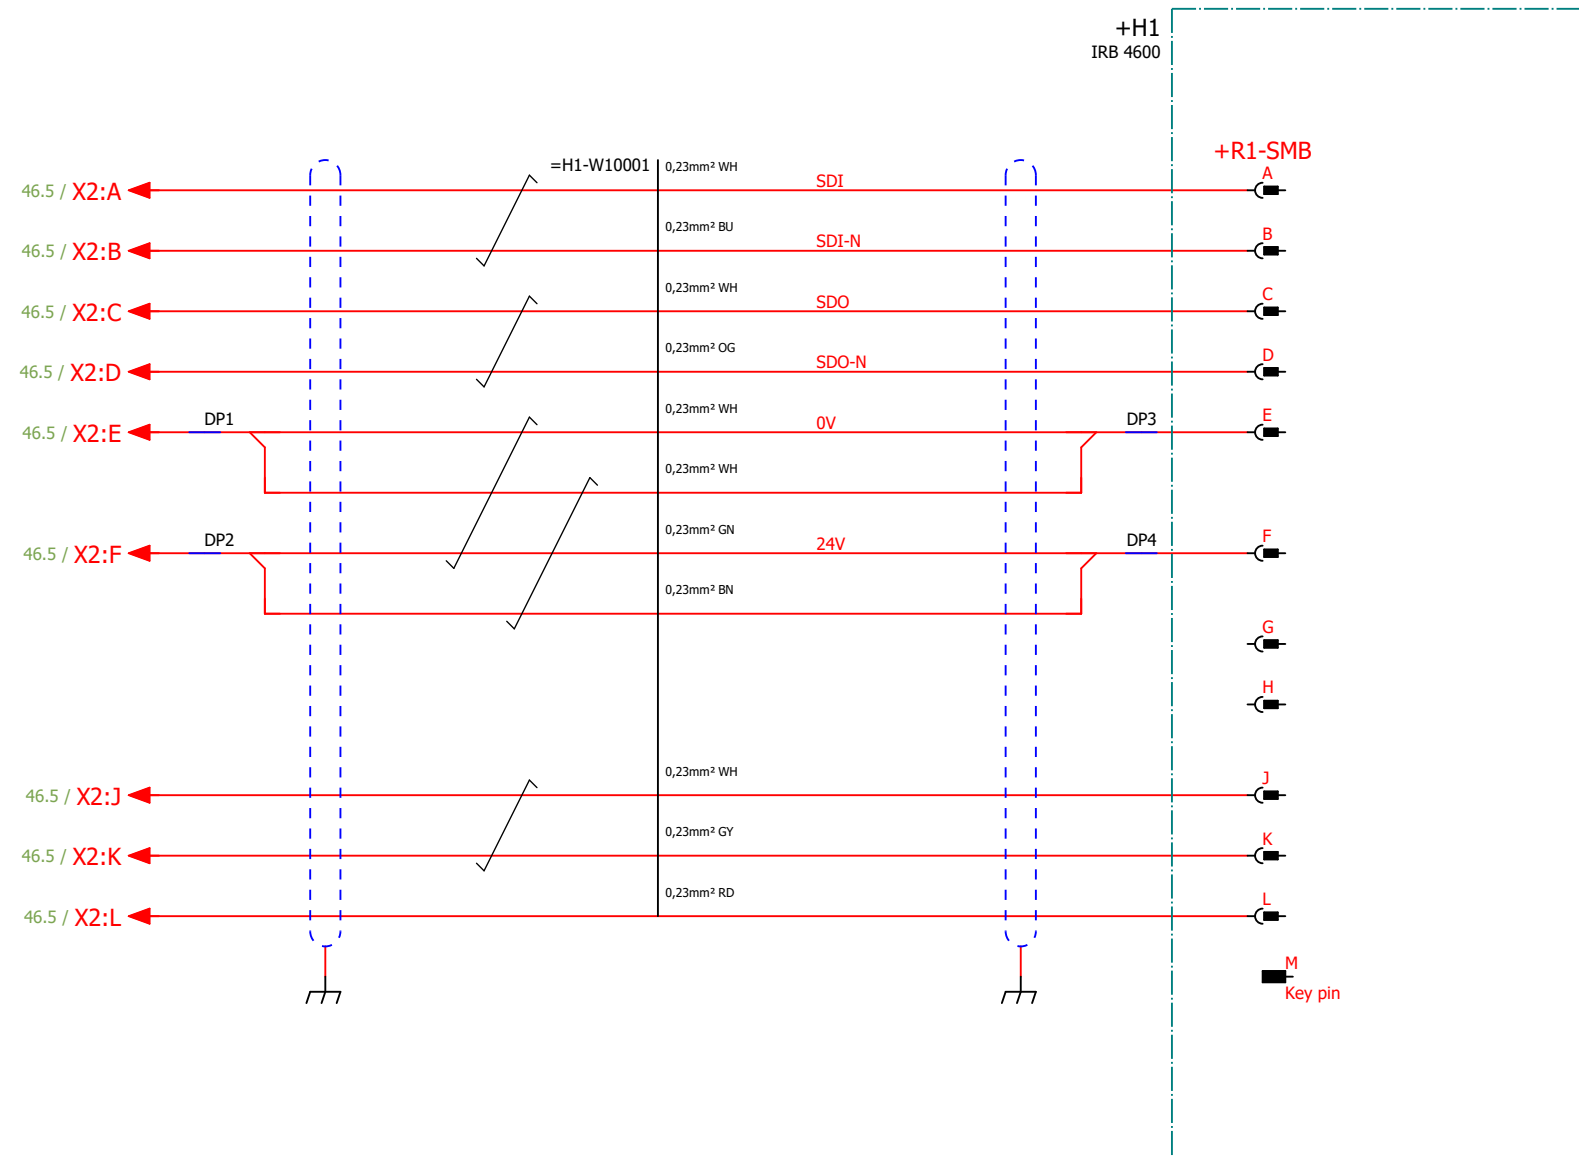 +H1
IRB 4600
+R1-SMB
=H1-W10001
0,23mm² WH
46.5 / X2:A
SDI
A
0,23mm² BU
46.5 / X2:B
SDI-N
B
0,23mm² WH
46.5 / X2:C
SDO
C
0,23mm² OG
46.5 / X2:D
SDO-N
D
0,23mm² WH
46.5 / X2:E
DP1
0V
DP3
E
0,23mm² WH
0,23mm² GN
46.5 / X2:F
DP2
24V
DP4
F
0,23mm² BN
G
H
0,23mm² WH
46.5 / X2:J
J
0,23mm² GY
46.5 / X2:K
K
0,23mm² RD
46.5 / X2:L
L
M
Key pin